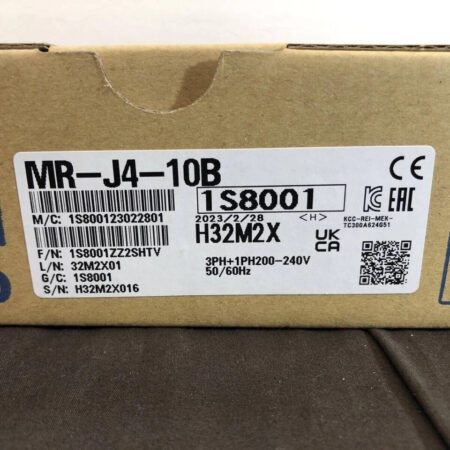 MR-J4-10B
1S8001
M/C: 1S800123022801
2023/2/28 <H>
H32M2X
F/N: 1S8001ZZ2SHTV
L/N: 32M2X01
G/C: 1S8001
S/N: H32M2X016
3PH+1PH200-240V
50/60Hz
CE
EAC
KCC-REI-MEK-
TC300A624G51
UK
CA